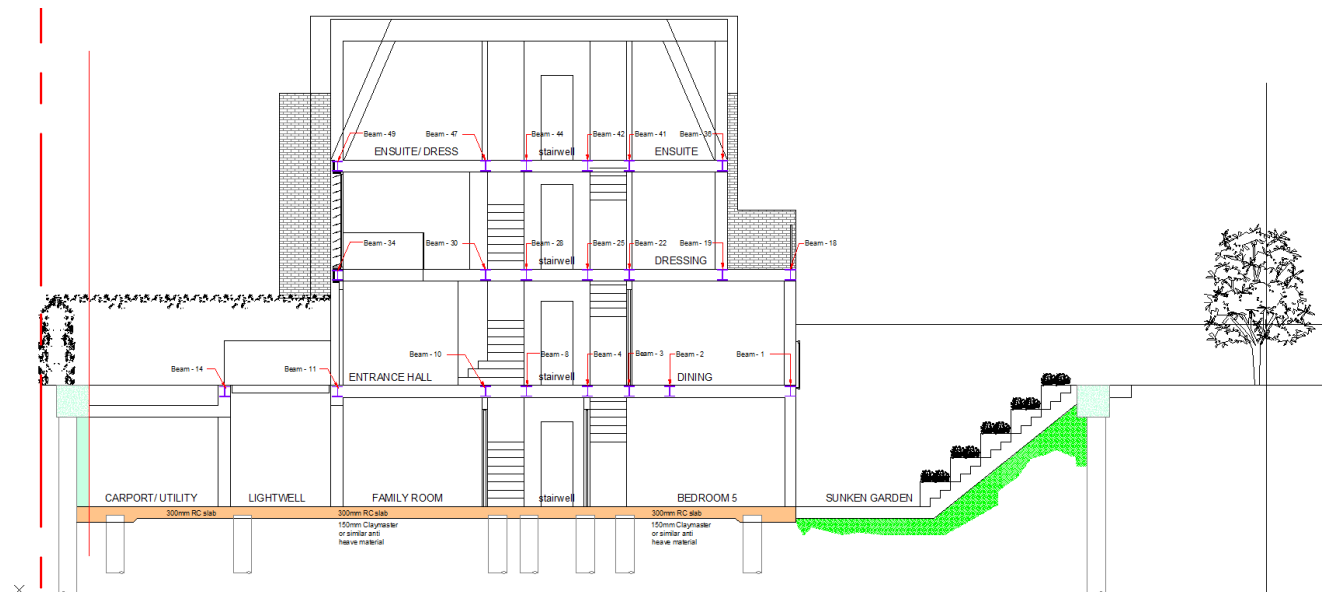 Beam - 49
Beam - 47
Beam - 44
Beam - 42
Beam - 41
Beam - 36
ENSUITE/ DRESS
stairwell
ENSUITE
Beam - 34
Beam - 30
Beam - 28
Beam - 25
Beam - 22
Beam - 19
Beam - 18
stairwell
DRESSING
Beam - 14
Beam - 11
Beam - 10
Beam - 8
Beam - 4
Beam - 3
Beam - 2
Beam - 1
ENTRANCE HALL
stairwell
DINING
CARPORT/ UTILITY
LIGHTWELL
FAMILY ROOM
stairwell
BEDROOM 5
SUNKEN GARDEN
300mm RC slab
300mm RC slab
300mm RC slab
150mm Claymaster
or similar anti
heave material
150mm Claymaster
or similar anti
heave material